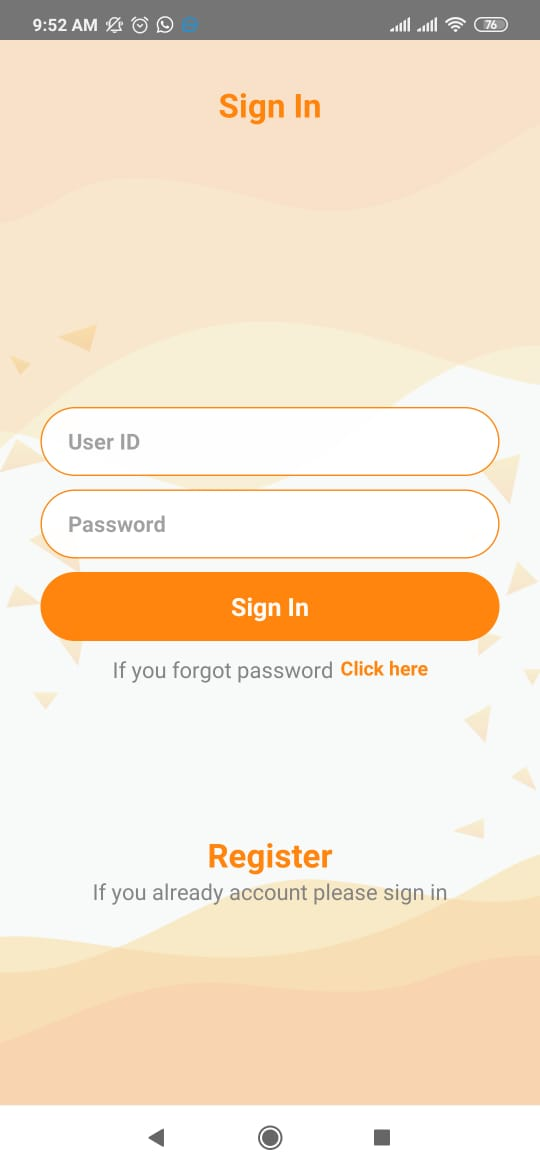 9:52 AM 76
Sign In
User ID
Password
Sign In
If you forgot password Click here
Register
If you already account please sign in